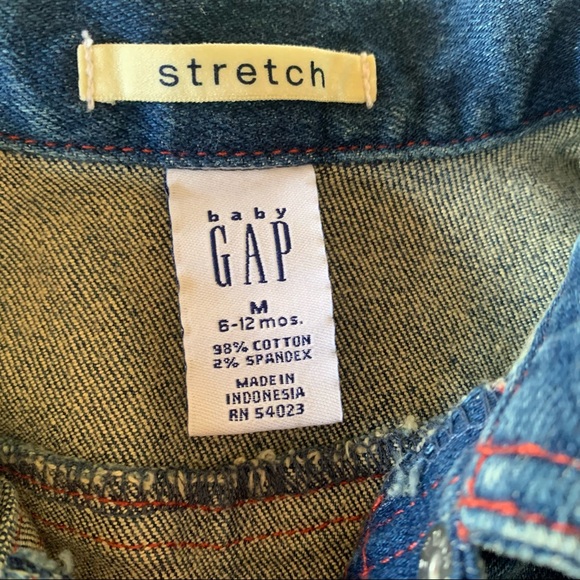 stretch
baby
GAP
M
6-12 mos.
98% COTTON
2% SPANDEX
MADE IN
INDONESIA
RN 54023